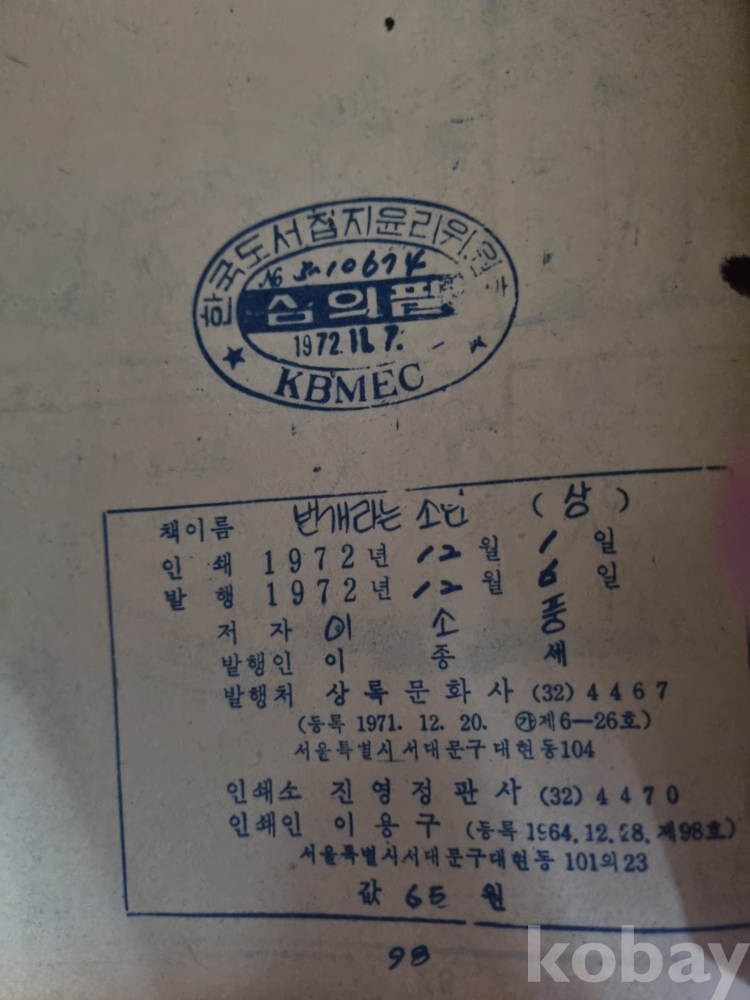 한국도서잡지윤리위원
10674
심의필
1972. 11. 7.
KBMEC
책이름 번개라는 소년 (상)
인쇄 1972년 12월 1일
발행 1972년 12월 6일
저자 이소풍
발행인 이종세
발행처 상록문화사 (32) 4467
(등록 1971. 12. 20. ㉮제6—26호)
서울특별시서대문구대현동104
인쇄소 진영정판사 (32) 4470
인쇄인 이용구 (등록 1964.12.28. 제98호)
서울특별시서대문구대현동 101의23
값 65 원
98
kobay